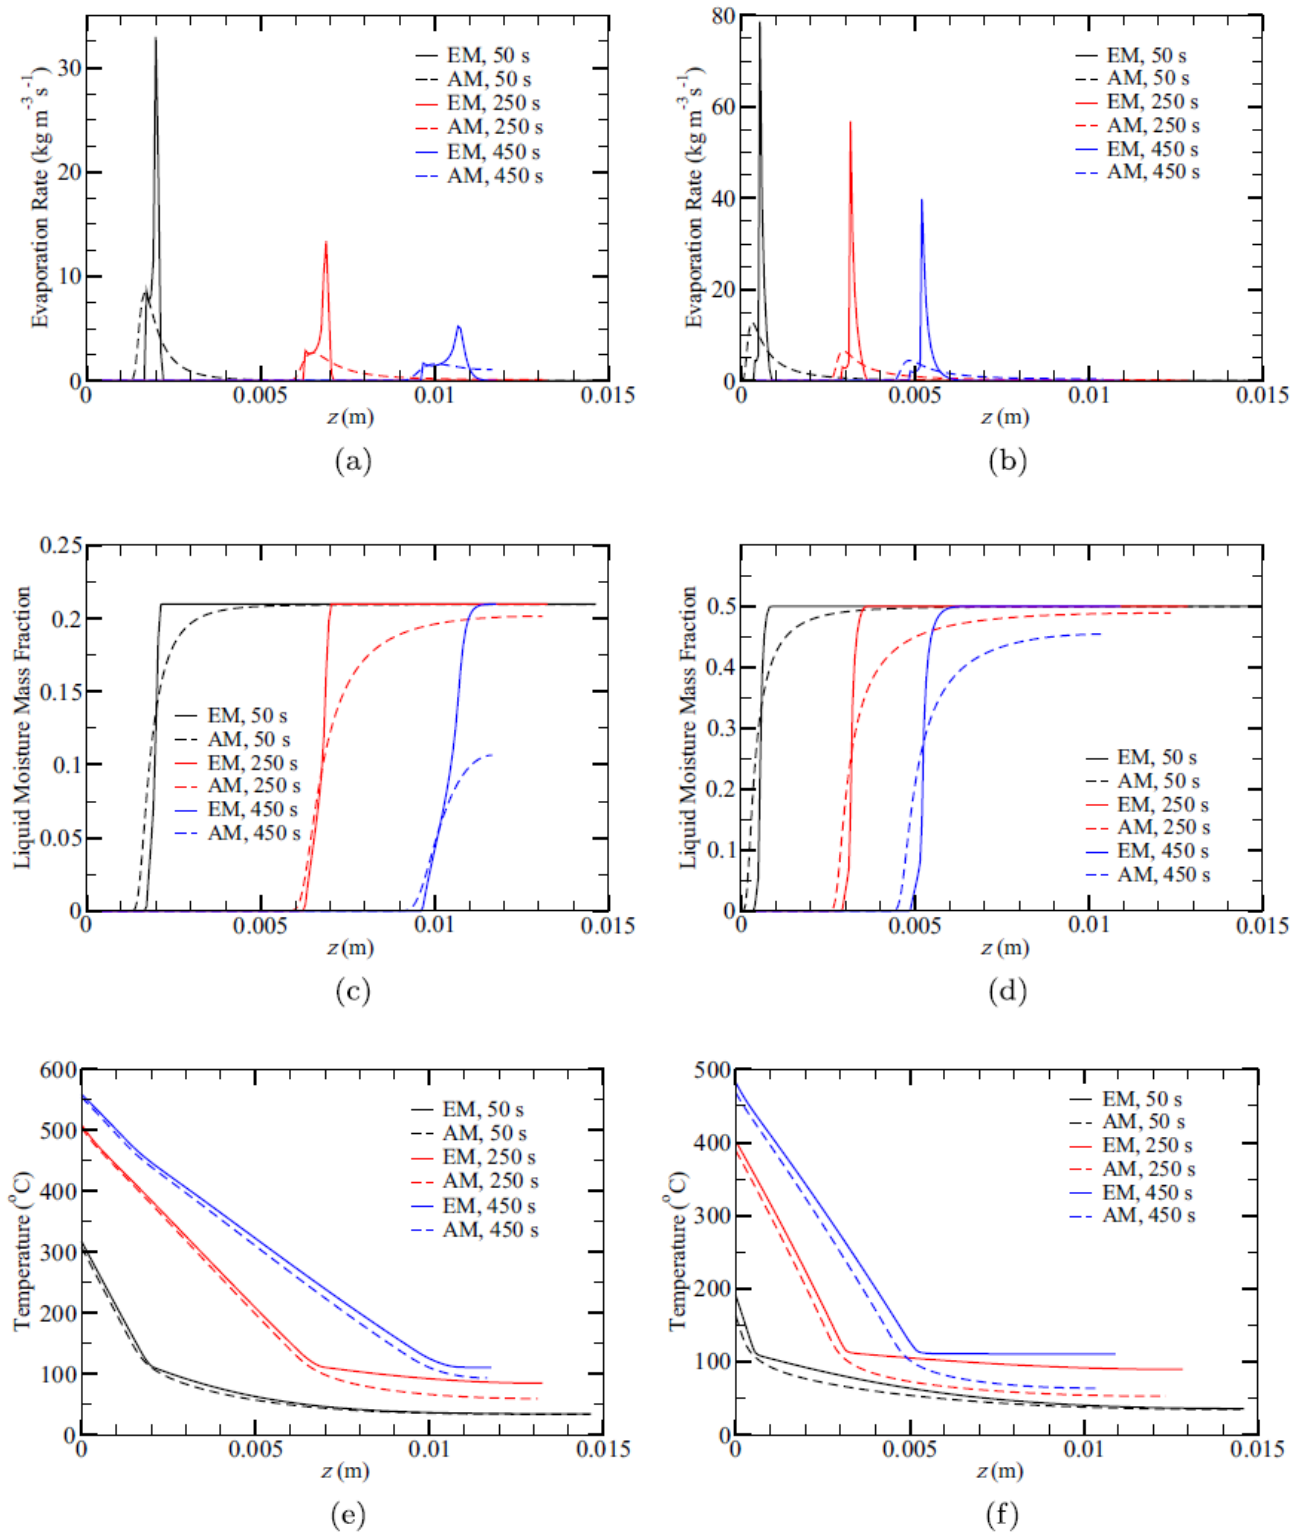 EM, 50 s
AM, 50 s
EM, 250 s
AM, 250 s
EM, 450 s
AM, 450 s
Evaporation Rate (kg m⁻³ s⁻¹)
30
20
10
0
0
0.005
0.01
0.015
z (m)
(a)
EM, 50 s
AM, 50 s
EM, 250 s
AM, 250 s
EM, 450 s
AM, 450 s
Evaporation Rate (kg m⁻³ s⁻¹)
80
60
40
20
0
0
0.005
0.01
0.015
z (m)
(b)
Liquid Moisture Mass Fraction
0.25
0.2
0.15
0.1
0.05
0
EM, 50 s
AM, 50 s
EM, 250 s
AM, 250 s
EM, 450 s
AM, 450 s
0
0.005
0.01
0.015
z (m)
(c)
Liquid Moisture Mass Fraction
0.5
0.4
0.3
0.2
0.1
0
EM, 50 s
AM, 50 s
EM, 250 s
AM, 250 s
EM, 450 s
AM, 450 s
0
0.005
0.01
0.015
z (m)
(d)
Temperature (°C)
600
500
400
300
200
100
0
EM, 50 s
AM, 50 s
EM, 250 s
AM, 250 s
EM, 450 s
AM, 450 s
0
0.005
0.01
0.015
z (m)
(e)
Temperature (°C)
500
400
300
200
100
0
EM, 50 s
AM, 50 s
EM, 250 s
AM, 250 s
EM, 450 s
AM, 450 s
0
0.005
0.01
0.015
z (m)
(f)